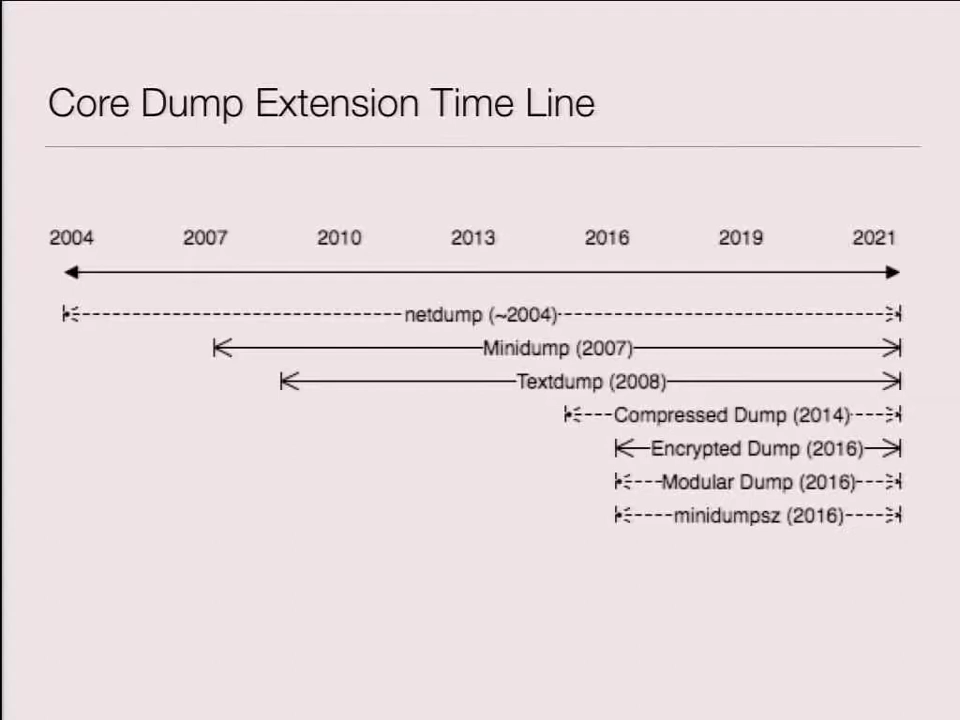 Core Dump Extension Time Line
2004 2007 2010 2013 2016 2019 2021
netdump (~2004)
Minidump (2007)
Textdump (2008)
Compressed Dump (2014)
Encrypted Dump (2016)
Modular Dump (2016)
minidumpsz (2016)